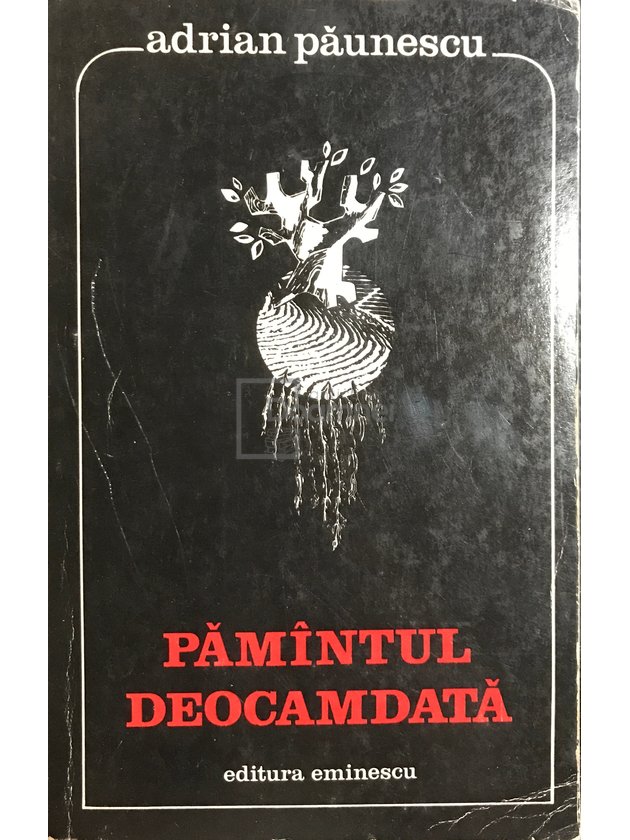 adrian păunescu
PĂMÎNTUL
DEOCAMDATĂ
editura eminescu